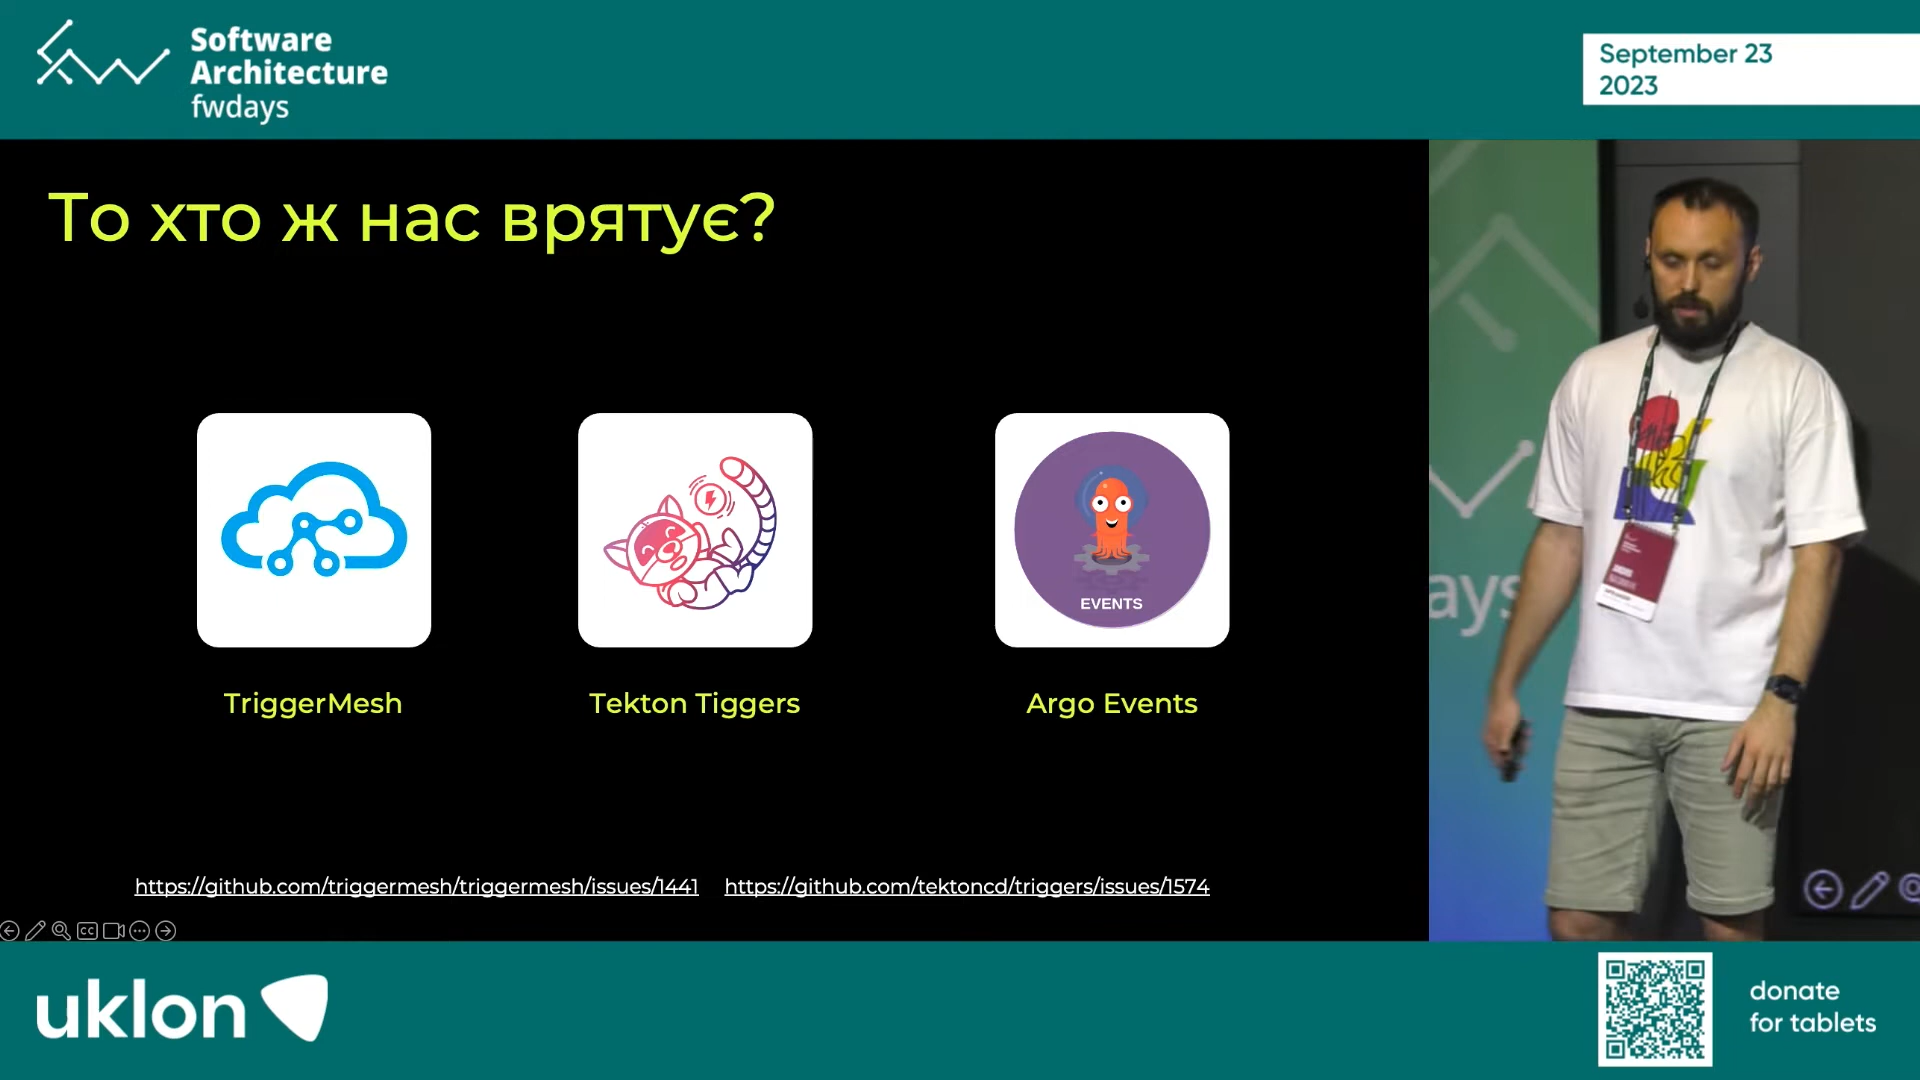 Software
Architecture
fwdays
September 23
2023
То хто ж нас врятує?
EVENTS
TriggerMesh
Tekton Tiggers
Argo Events
https://github.com/triggermesh/triggermesh/issues/1441
https://github.com/tektoncd/triggers/issues/1574
CC
ays
uklon
donate
for tablets